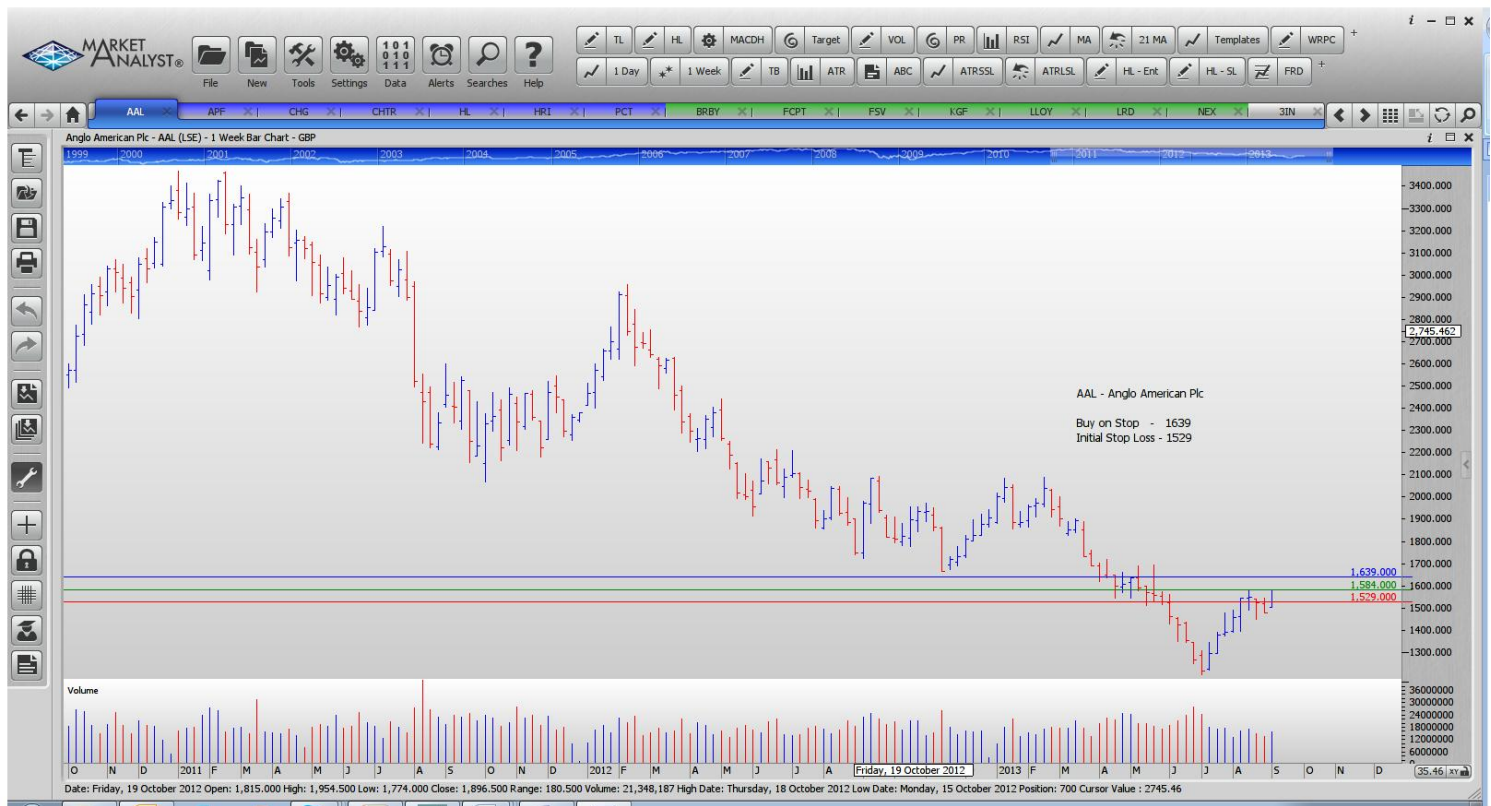 i
MARKET
ANALYST®
File New Tools Settings Data Alerts Searches Help
101
010
111
?
TL HL MACDH Target VOL PR RSI MA 21 MA Templates WRPC +
1 Day 1 Week TB ATR ABC ATRSSL ATRLSL HL - Ent HL - SL FRD +
AAL APF CHG CHTR HL HRI PCT BRBY FCPT FSV KGF LLOY LRD NEX 3IN
Anglo American Plc - AAL (LSE) - 1 Week Bar Chart - GBP
i
1999 2000 2001 2002 2003 2004 2005 2006 2007 2008 2009 2010 2011 2012 2013
3400.000
3300.000
3200.000
3100.000
3000.000
2900.000
2800.000
2,745.462
2700.000
2600.000
2500.000
2400.000
2300.000
2200.000
2100.000
2000.000
1900.000
1800.000
1700.000
1600.000
1500.000
1400.000
1300.000
AAL - Anglo American Plc
Buy on Stop - 1639
Initial Stop Loss - 1529
1,639.000
1,584.000
1,529.000
Volume
36000000
30000000
24000000
18000000
12000000
6000000
0
O N D 2011 F M A M J J A S O N D 2012 F M A M J J A Friday, 19 October 2012 2013 F M A M J J A S O N D 35.46 XY
Date: Friday, 19 October 2012 Open: 1,815.000 High: 1,954.500 Low: 1,774.000 Close: 1,896.500 Range: 180.500 Volume: 21,348,187 High Date: Thursday, 18 October 2012 Low Date: Monday, 15 October 2012 Position: 700 Cursor Value : 2745.46